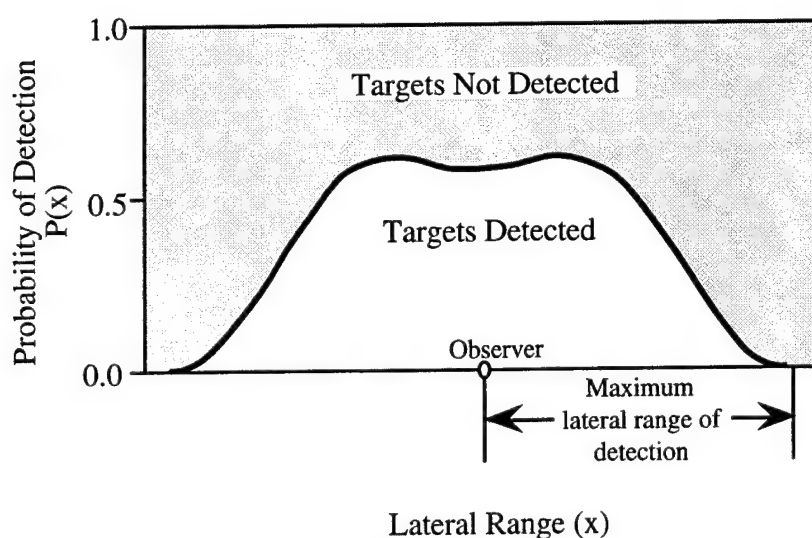 1.0
Targets Not Detected
Probability of Detection
P(x)
0.5
Targets Detected
Observer
0.0
Maximum
lateral range of
detection
Lateral Range (x)